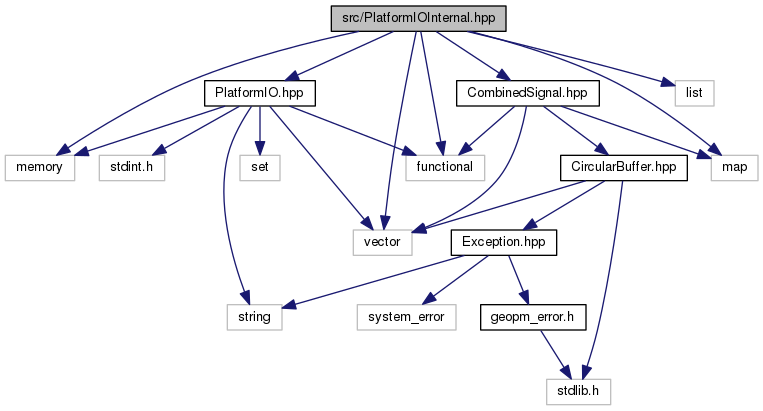 src/PlatformIOInternal.hpp
PlatformIO.hpp
CombinedSignal.hpp
list
memory
stdint.h
set
functional
CircularBuffer.hpp
map
vector
Exception.hpp
string
system_error
geopm_error.h
stdlib.h